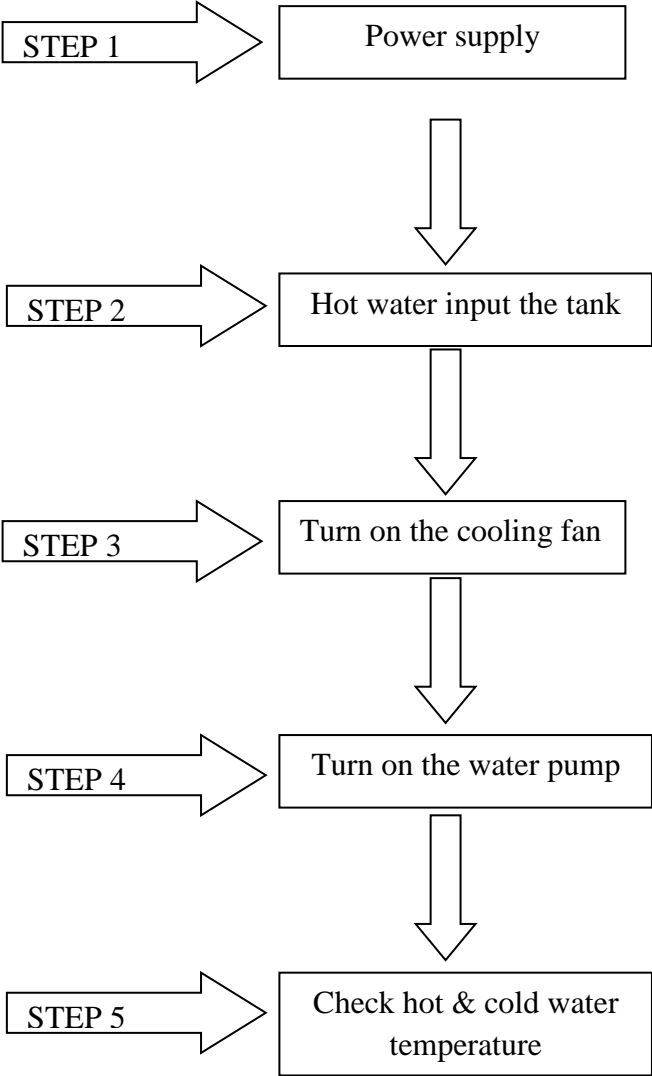 STEP 1
Power supply
STEP 2
Hot water input the tank
STEP 3
Turn on the cooling fan
STEP 4
Turn on the water pump
STEP 5
Check hot & cold water
temperature